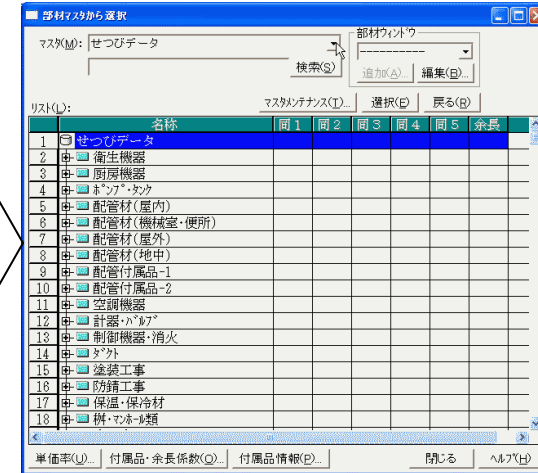 部材マスタから選択
マスタ(M): せつびデータ
検索(S)
部材ウィンドウ
----------
追加(A)... 編集(B)...
リスト(L): マスタメンテナンス(T)... 選択(E) 戻る(R)
名称 間1 間2 間3 間4 間5 余長
1 せつびデータ
2 衛生機器
3 厨房機器
4 ポンプ・タンク
5 配管材(屋内)
6 配管材(機械室・便所)
7 配管材(屋外)
8 配管材(地中)
9 配管付属品-1
10 配管付属品-2
11 空調機器
12 計器・バルブ
13 制御機器・消火
14 ダクト
15 塗装工事
16 防錆工事
17 保温・保冷材
18 桝・マンホール類
単価率(U)... 付属品・余長係数(O)... 付属品情報(P)... 閉じる ヘルプ(H)